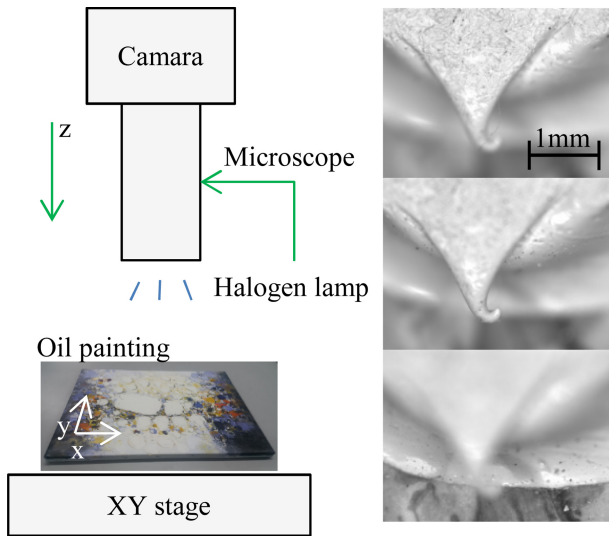 Camara
z
Microscope
1mm
Halogen lamp
Oil painting
y
x
XY stage